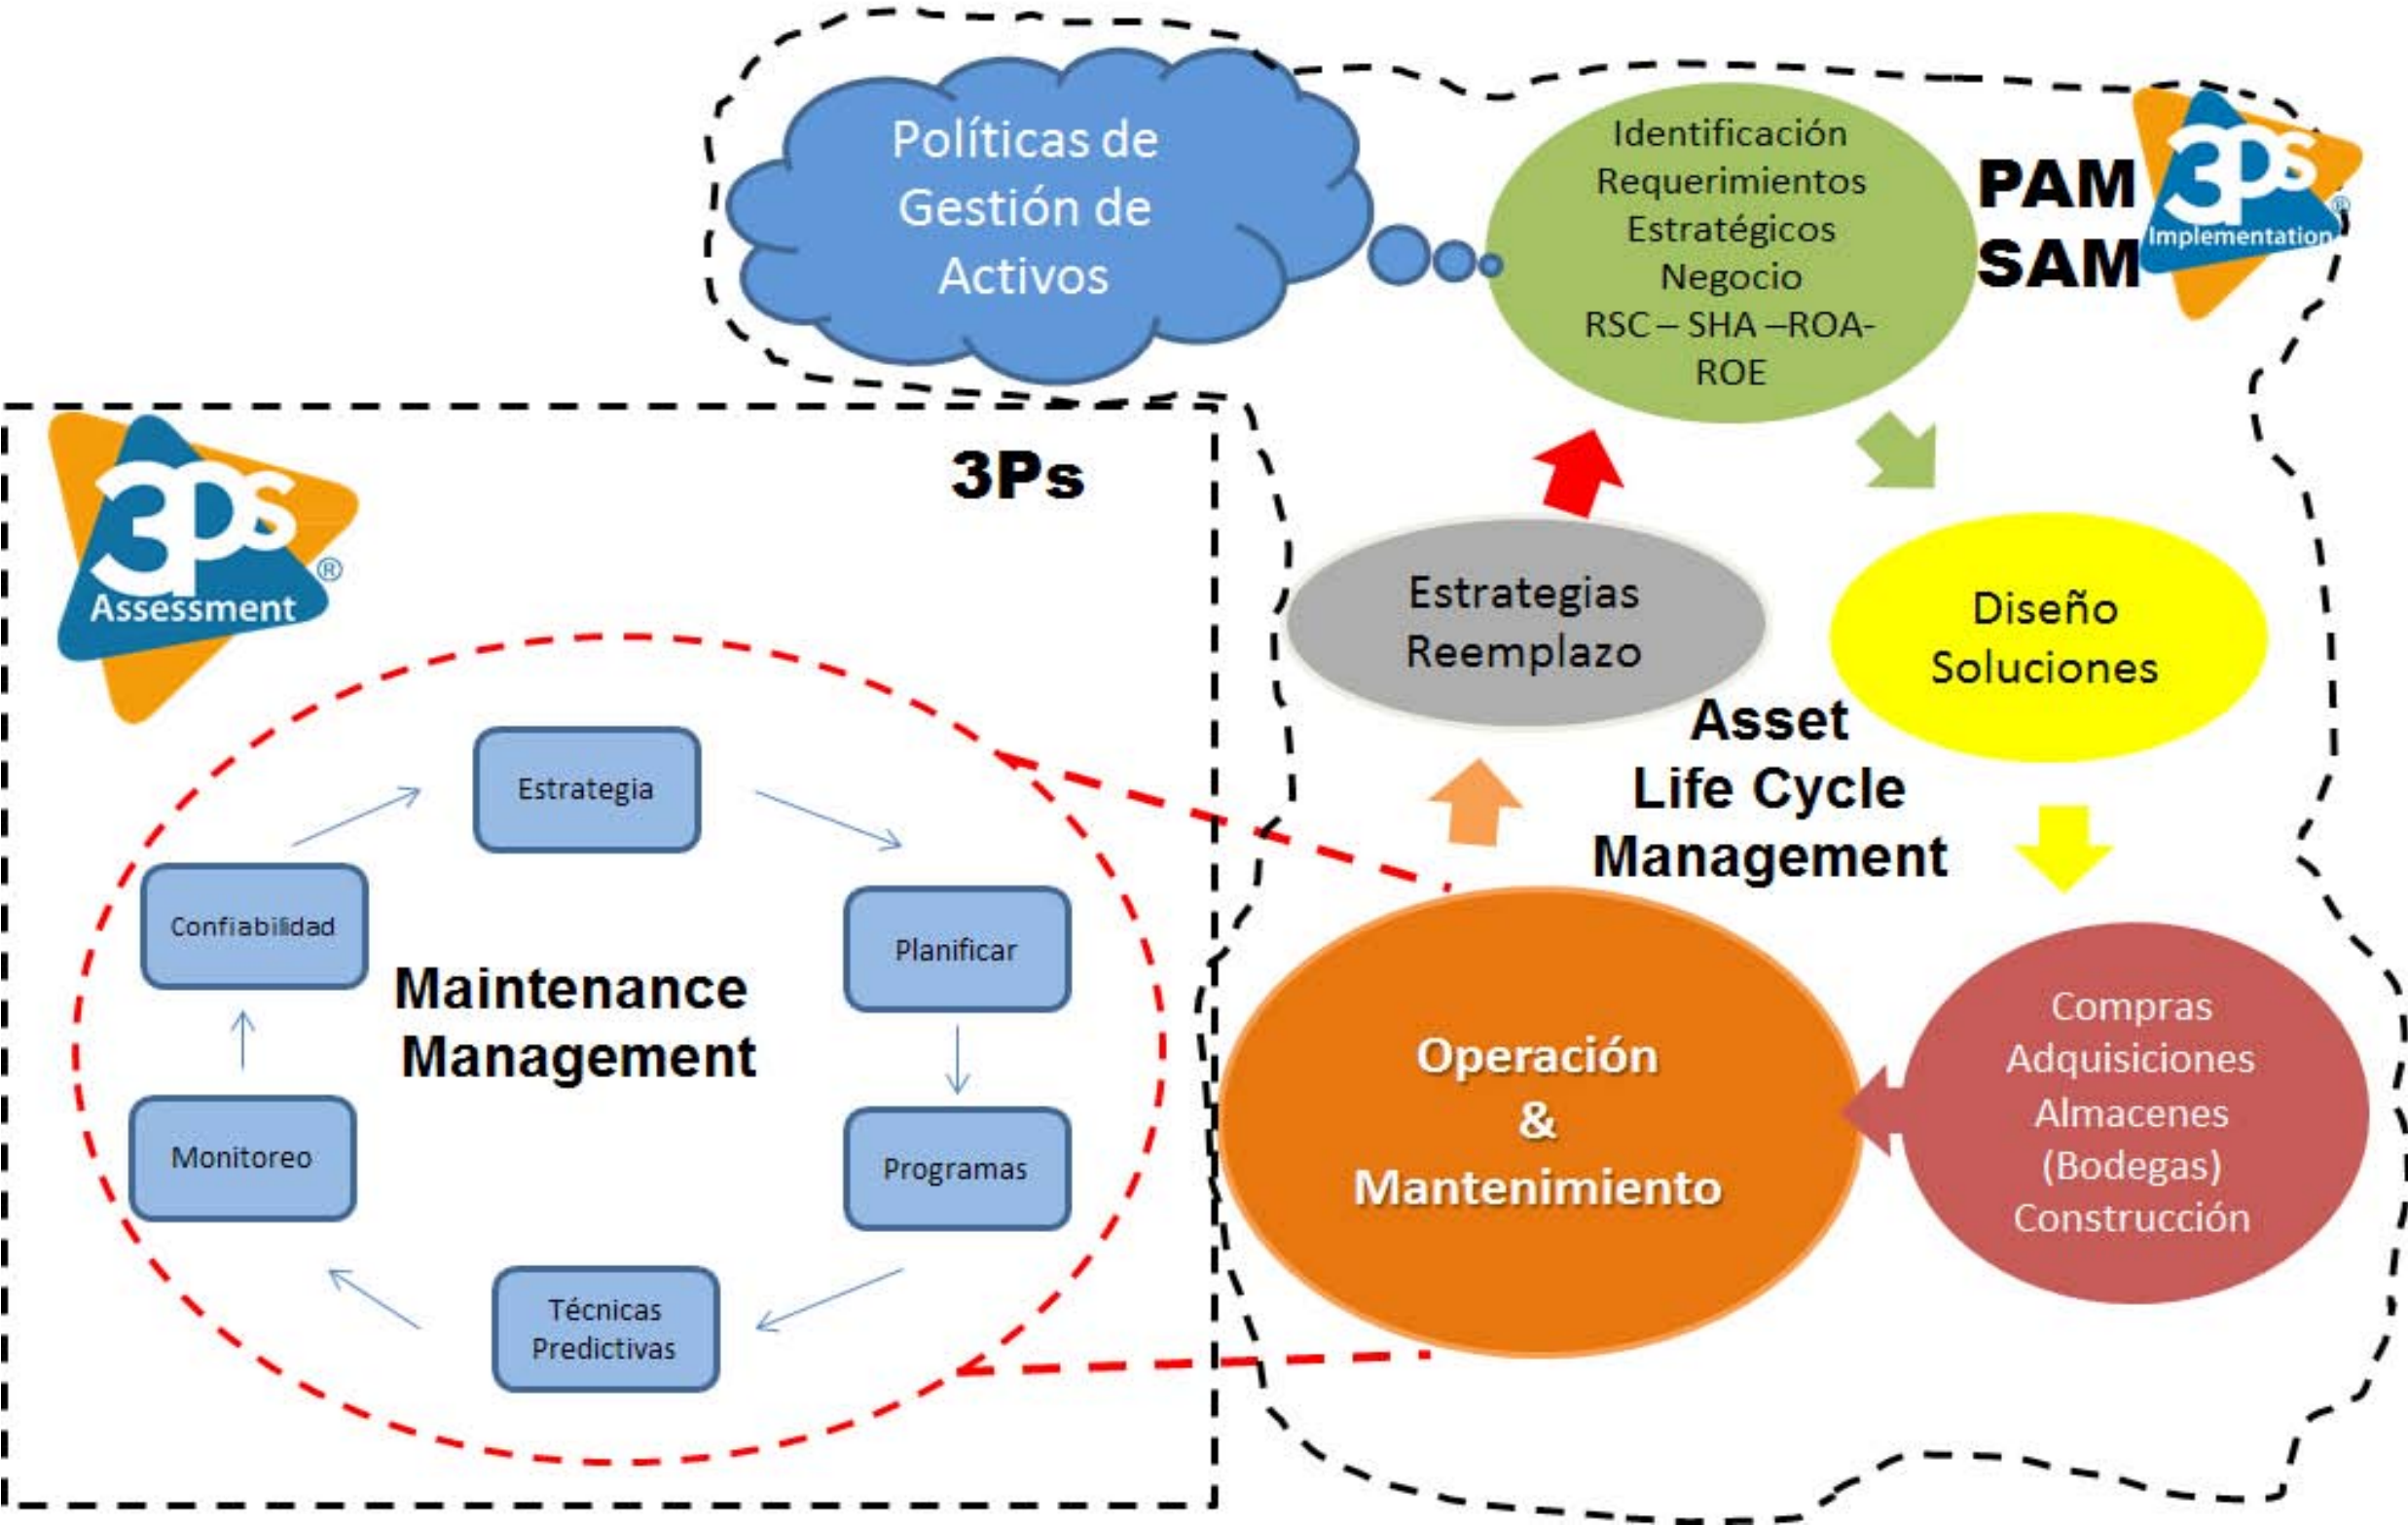 Políticas de
Gestión de
Activos
Identificación
Requerimientos
Estratégicos
Negocio
RSC – SHA –ROA-
ROE
PAM
SAM
3Ps
®
Implementation
3Ps
®
Assessment
3Ps
Estrategias
Reemplazo
Diseño
Soluciones
Asset
Life Cycle
Management
Estrategia
Confiabilidad
Planificar
Maintenance
Management
Monitoreo
Programas
Técnicas
Predictivas
Operación
&
Mantenimiento
Compras
Adquisiciones
Almacenes
(Bodegas)
Construcción